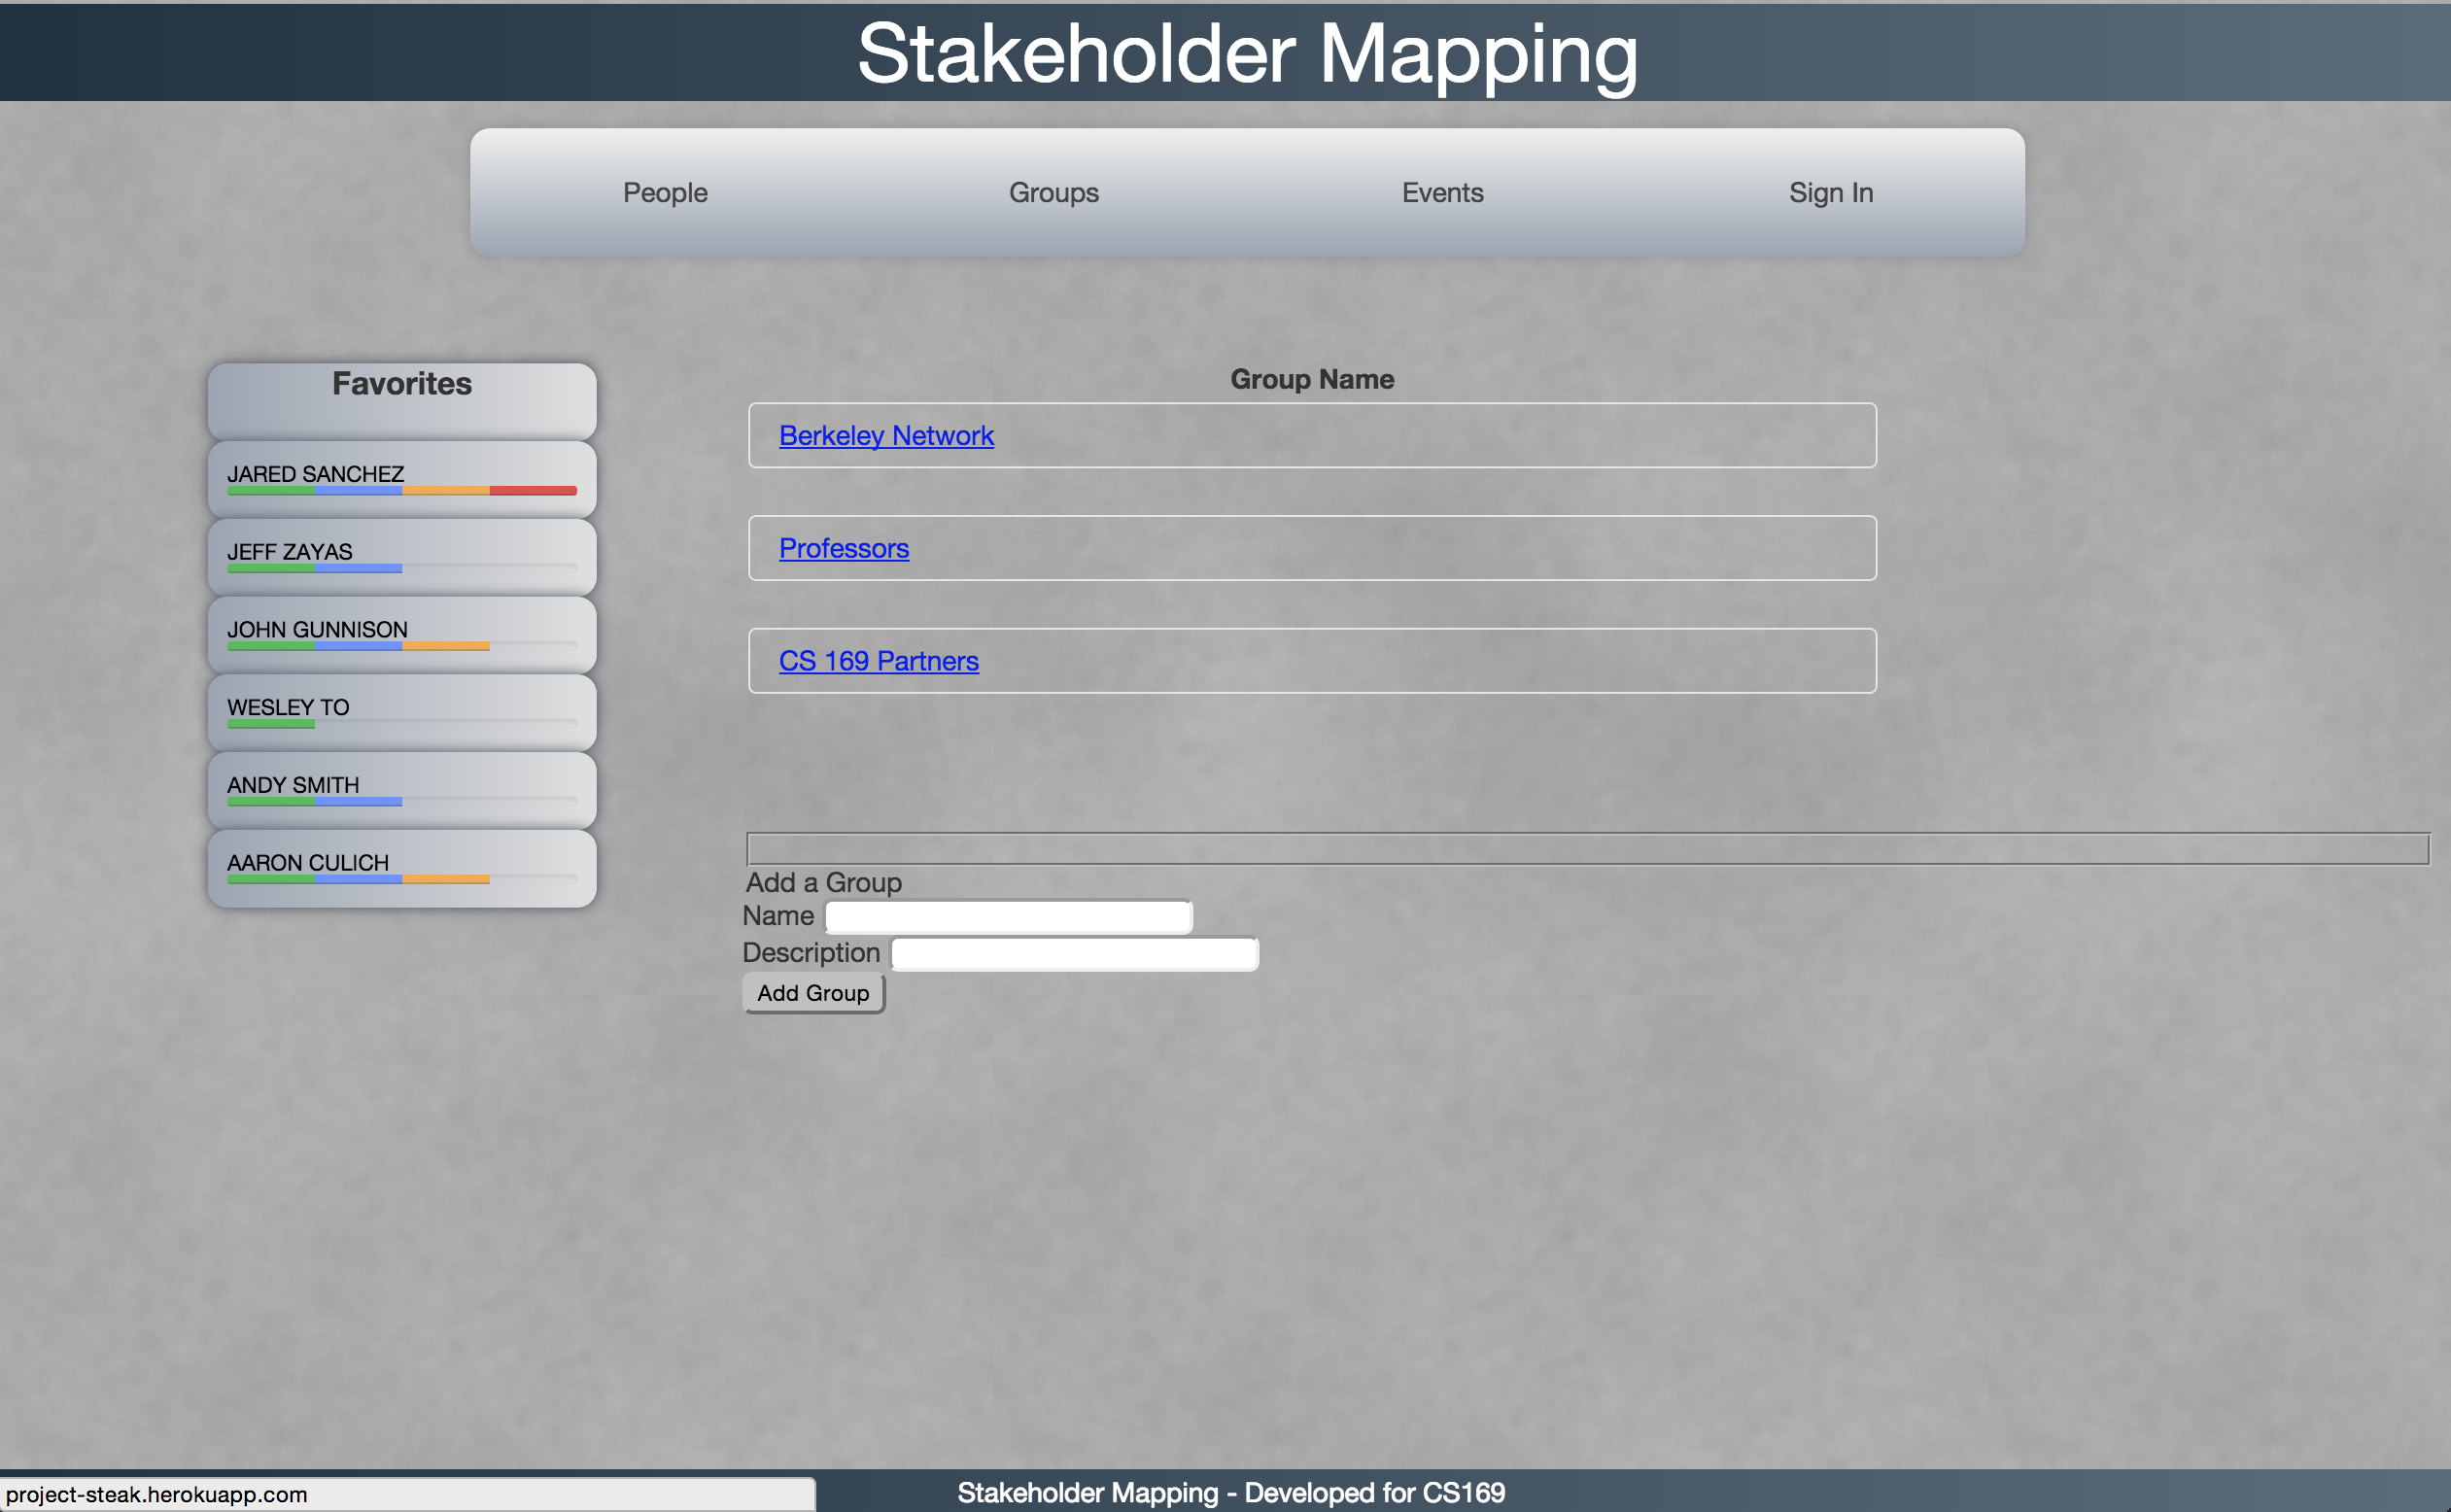 Stakeholder Mapping
People Groups Events Sign In
Favorites
JARED SANCHEZ
JEFF ZAYAS
JOHN GUNNISON
WESLEY TO
ANDY SMITH
AARON CULICH
Group Name
Berkeley Network
Professors
CS 169 Partners
Add a Group
Name
Description
Add Group
project-steak.herokuapp.com
Stakeholder Mapping - Developed for CS169